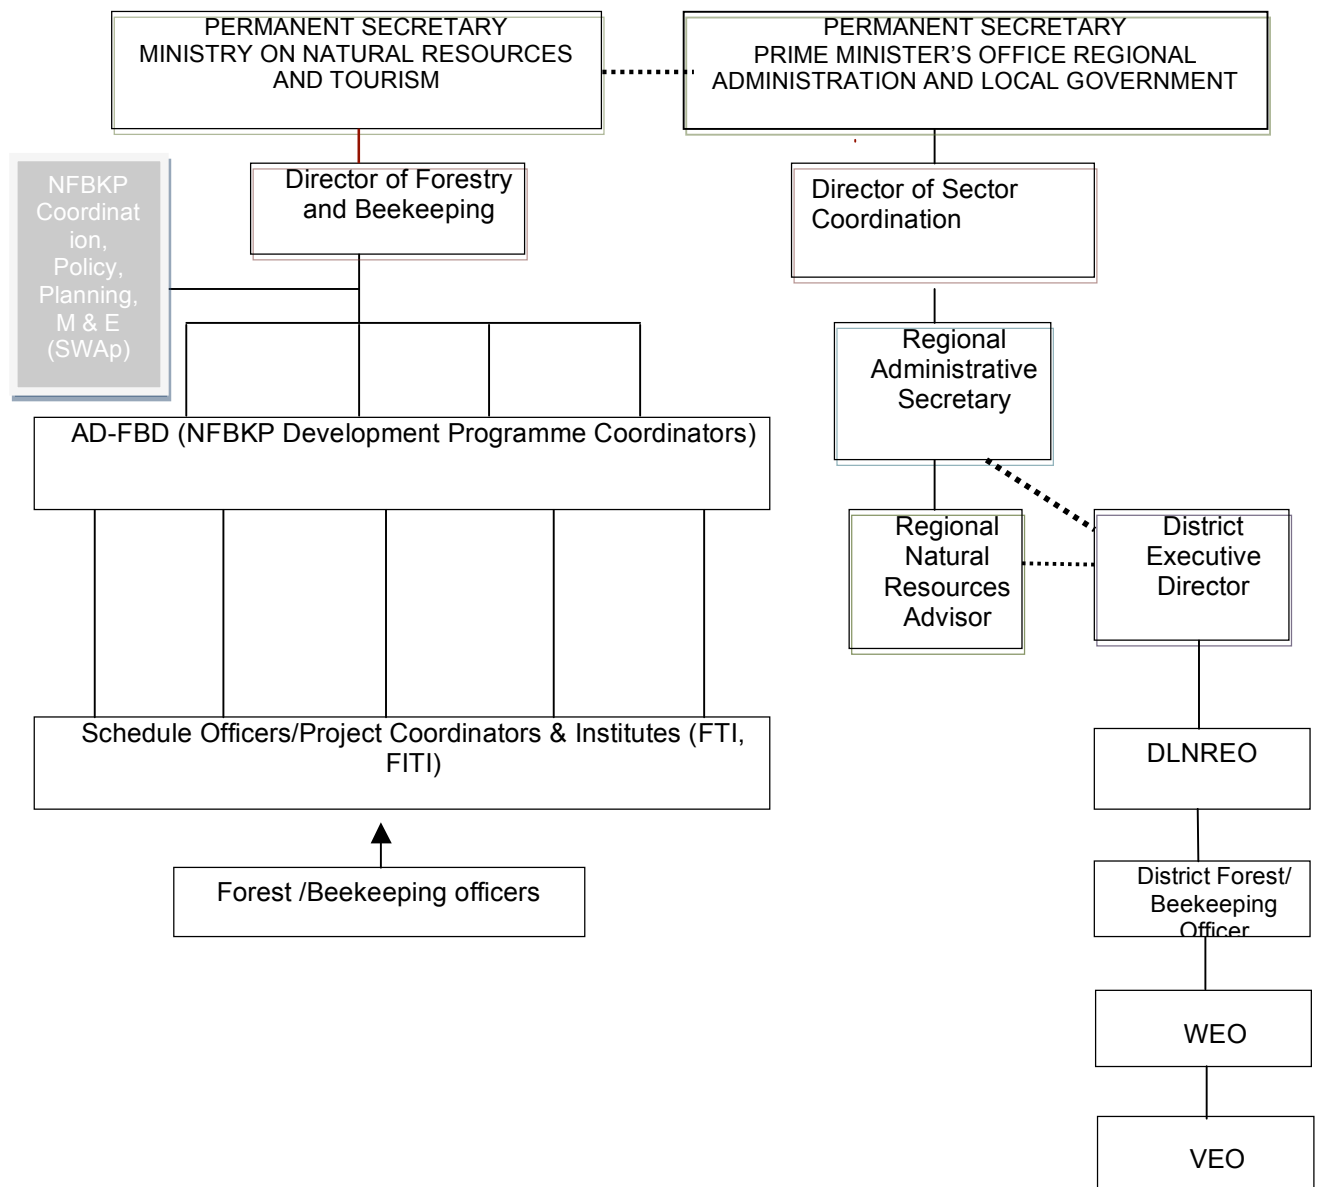 PERMANENT SECRETARY
MINISTRY ON NATURAL RESOURCES
AND TOURISM
PERMANENT SECRETARY
PRIME MINISTER’S OFFICE REGIONAL
ADMINISTRATION AND LOCAL GOVERNMENT
NFBKP
Coordinat
ion,
Policy,
Planning,
M & E
(SWAp)
Director of Forestry
and Beekeeping
Director of Sector
Coordination
Regional
Administrative
Secretary
AD-FBD (NFBKP Development Programme Coordinators)
Regional
Natural
Resources
Advisor
District
Executive
Director
Schedule Officers/Project Coordinators & Institutes (FTI,
FITI)
DLNREO
Forest /Beekeeping officers
District Forest/
Beekeeping
Officer
WEO
VEO